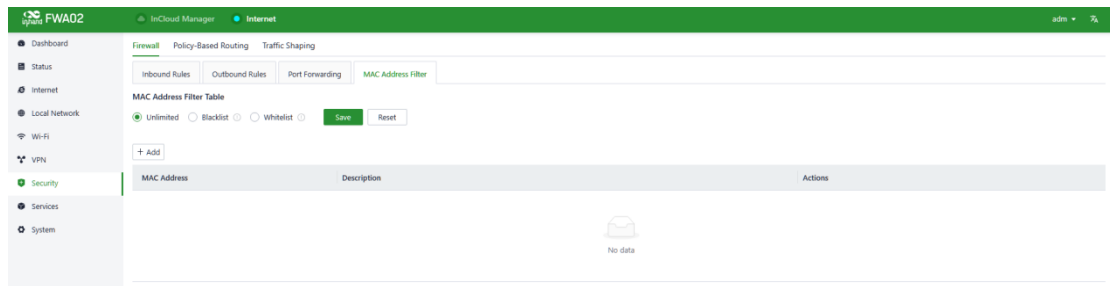 inhand FWA02 InCloud Manager Internet adm
Dashboard
Status
Internet
Local Network
Wi-Fi
VPN
Security
Services
System
Firewall Policy-Based Routing Traffic Shaping
Inbound Rules Outbound Rules Port Forwarding MAC Address Filter
MAC Address Filter Table
Unlimited Blacklist Whitelist Save Reset
+ Add
MAC Address Description Actions
No data